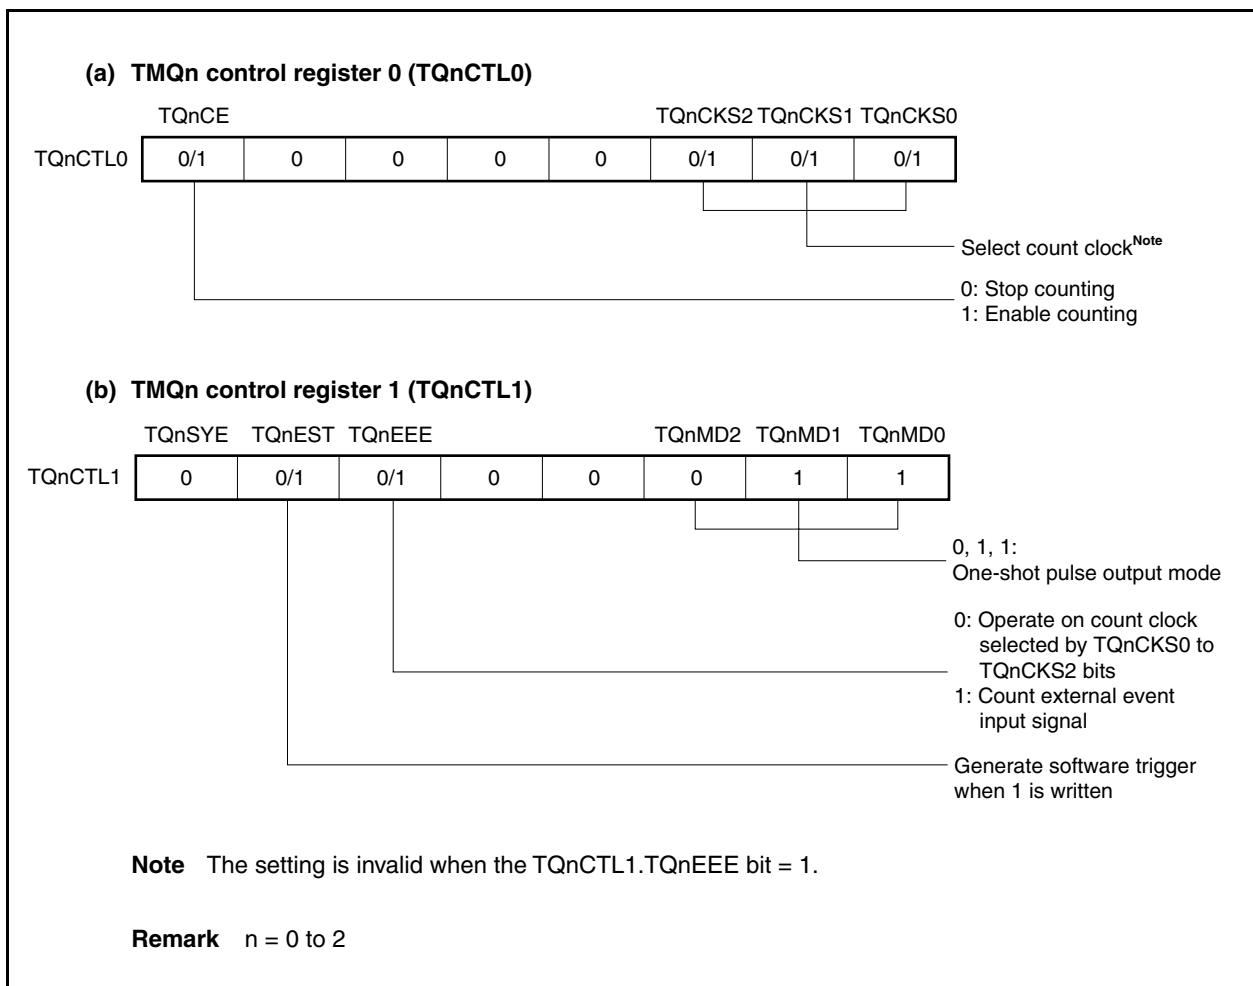 (a) TMQn control register 0 (TQnCTL0)
TQnCE TQnCKS2 TQnCKS1 TQnCKS0
TQnCTL0 0/1 0 0 0 0 0/1 0/1 0/1
Select count clockNote
0: Stop counting
1: Enable counting
(b) TMQn control register 1 (TQnCTL1)
TQnSYE TQnEST TQnEEE TQnMD2 TQnMD1 TQnMD0
TQnCTL1 0 0/1 0/1 0 0 0 1 1
0, 1, 1:
One-shot pulse output mode
0: Operate on count clock
selected by TQnCKS0 to
TQnCKS2 bits
1: Count external event
input signal
Generate software trigger
when 1 is written
Note The setting is invalid when the TQnCTL1.TQnEEE bit = 1.
Remark n = 0 to 2